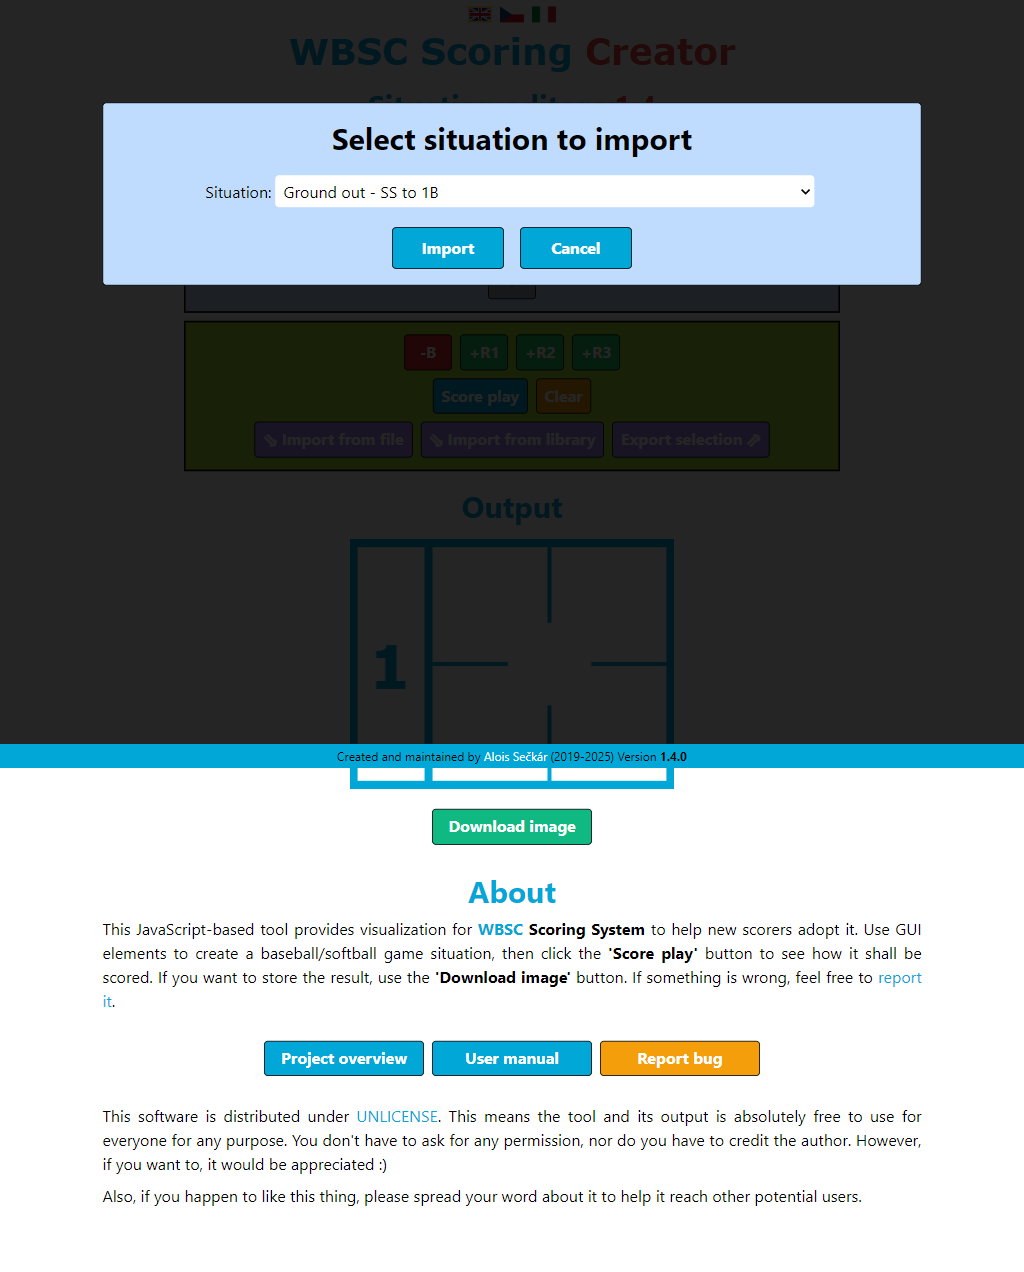 WBSC Scoring Creator
Select situation to import
Situation: Ground out - SS to 1B
Import Cancel
-B +R1 +R2 +R3
Score play Clear
⇘ Import from file ⇘ Import from library Export selection ⇗
Output
1
Created and maintained by Alois Sečkár (2019-2025) Version 1.4.0
Download image
About
This JavaScript-based tool provides visualization for WBSC Scoring System to help new scorers adopt it. Use GUI
elements to create a baseball/softball game situation, then click the 'Score play' button to see how it shall be
scored. If you want to store the result, use the 'Download image' button. If something is wrong, feel free to report
it.
Project overview User manual Report bug
This software is distributed under UNLICENSE. This means the tool and its output is absolutely free to use for
everyone for any purpose. You don't have to ask for any permission, nor do you have to credit the author. However,
if you want to, it would be appreciated :)
Also, if you happen to like this thing, please spread your word about it to help it reach other potential users.